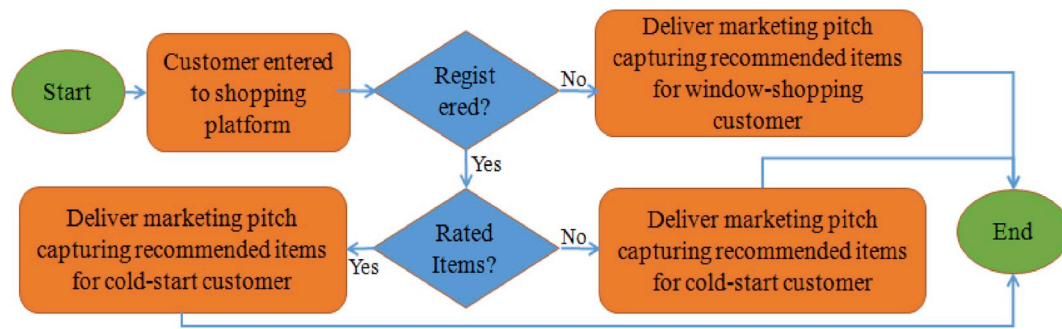 Start
Customer entered
to shopping
platform
Regist
ered?
No
Deliver marketing pitch
capturing recommended items
for window-shopping
customer
Yes
Deliver marketing pitch
capturing recommended items
for cold-start customer
Yes
Rated
Items?
No
Deliver marketing pitch
capturing recommended items
for cold-start customer
End